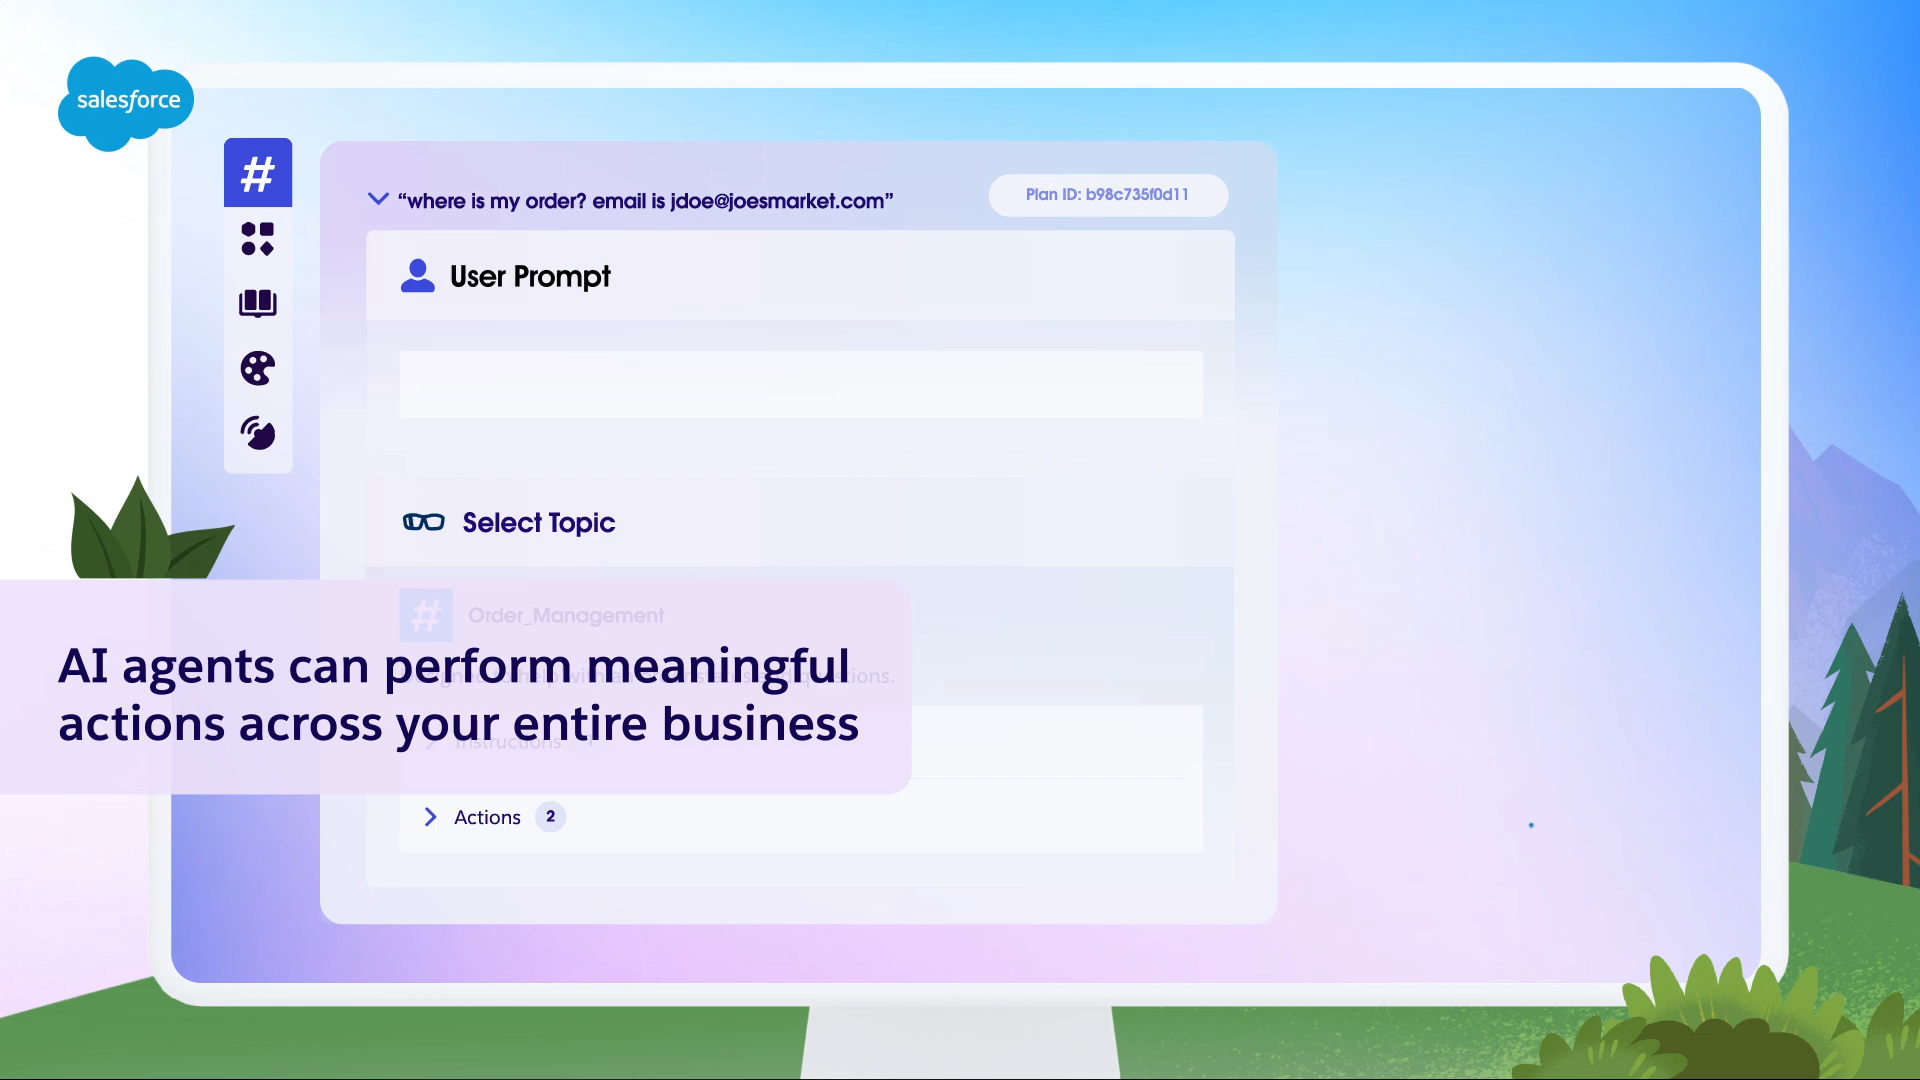 salesforce
“where is my order? email is jdoe@joesmarket.com”
Plan ID: b98c735f0d11
User Prompt
Select Topic
# Order_Management
AI agents can perform meaningful
actions across your entire business
Instructions
Actions 2